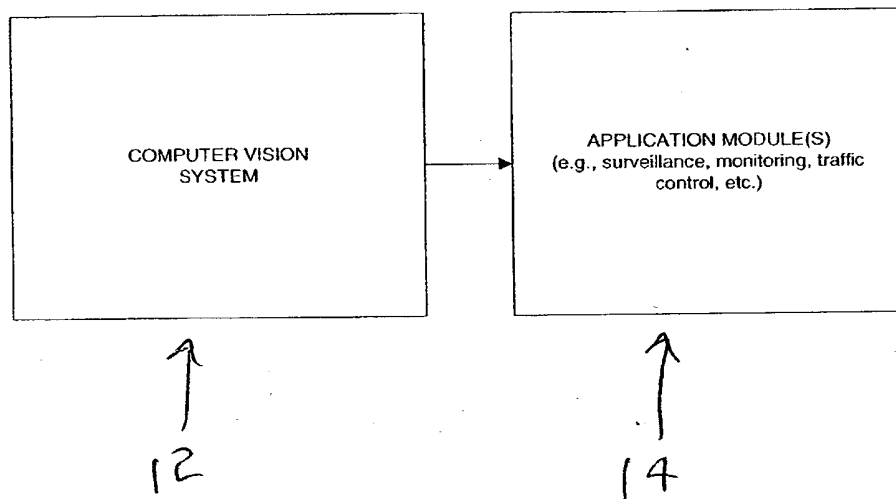 COMPUTER VISION
SYSTEM
APPLICATION MODULE(S)
(e.g., surveillance, monitoring, traffic
control, etc.)
12
14